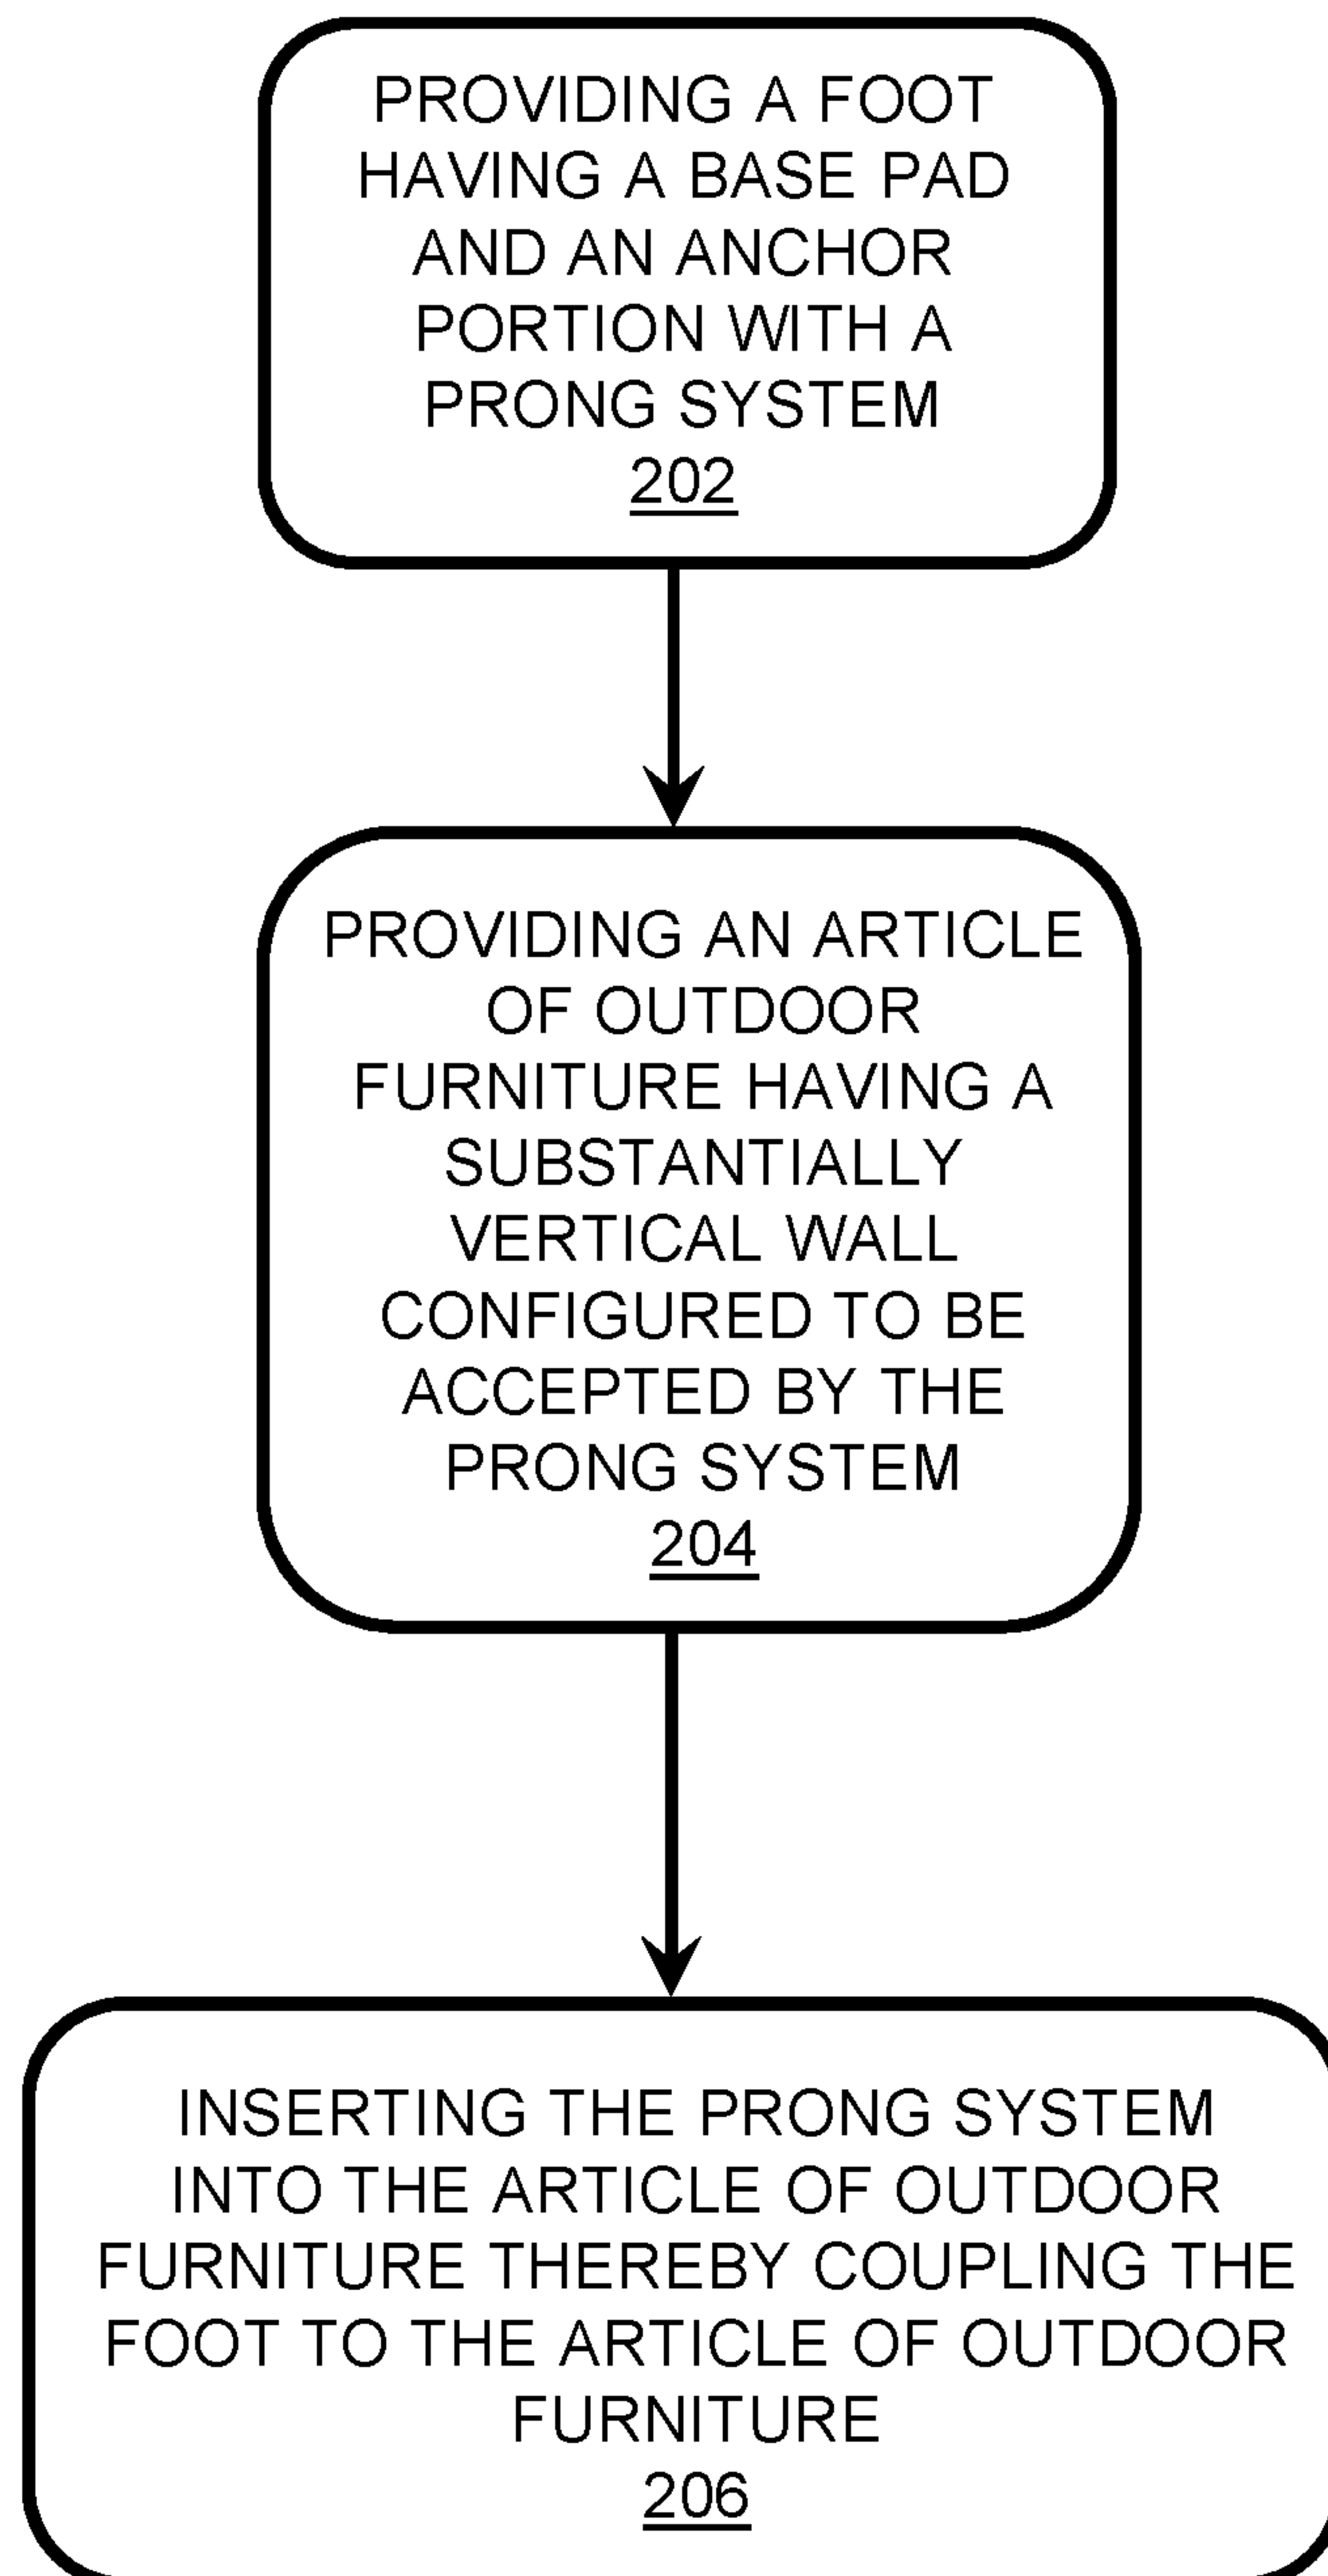 PROVIDING A FOOT
HAVING A BASE PAD
AND AN ANCHOR
PORTION WITH A
PRONG SYSTEM
202
PROVIDING AN ARTICLE
OF OUTDOOR
FURNITURE HAVING A
SUBSTANTIALLY
VERTICAL WALL
CONFIGURED TO BE
ACCEPTED BY THE
PRONG SYSTEM
204
INSERTING THE PRONG SYSTEM
INTO THE ARTICLE OF OUTDOOR
FURNITURE THEREBY COUPLING THE
FOOT TO THE ARTICLE OF OUTDOOR
FURNITURE
206